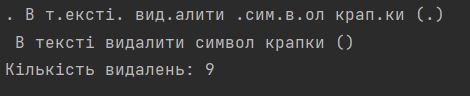 . В т.ексті. вид.алити .сим.в.ол крап.ки (.)
В тексті видалити символ крапки ()
Кількість видалень: 9